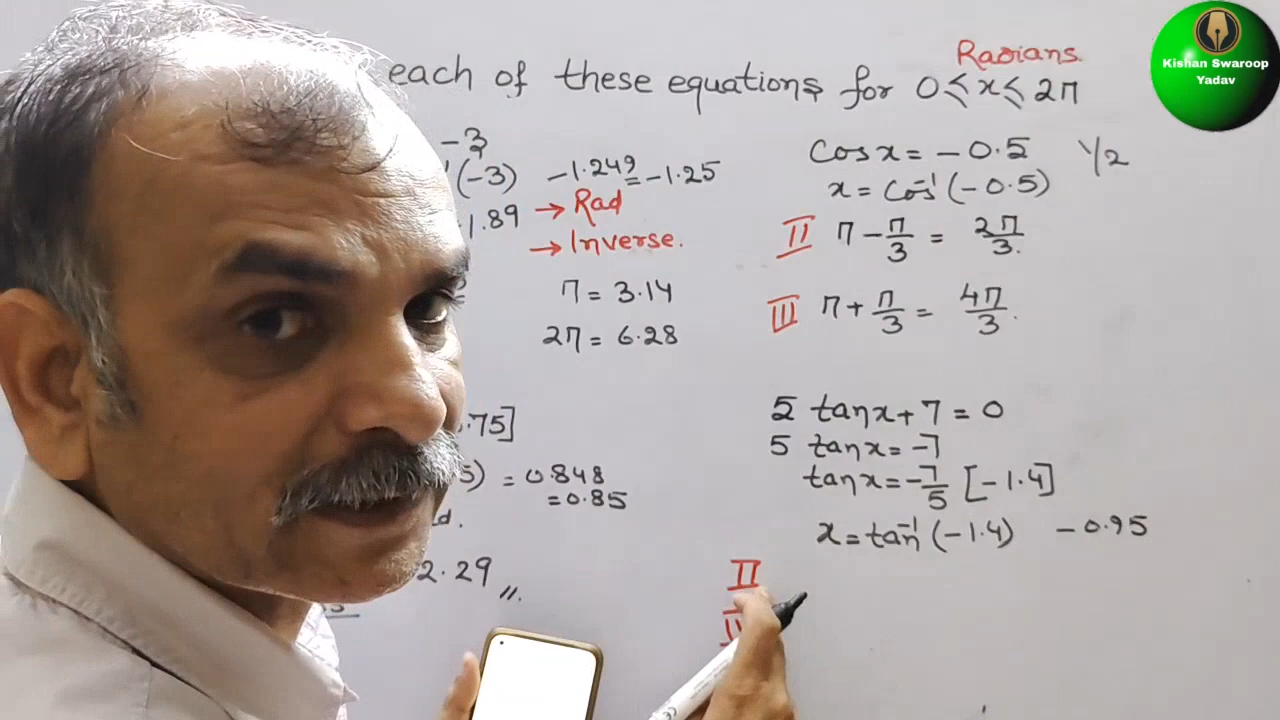 each of these equations for 0 ≤ x ≤ 2π
Radians.
-3
(-3) -1.249 = -1.25
1.89 → Rad
→ Inverse.
π = 3.14
2π = 6.28
.75]
5) = 0.848
= 0.85
d.
2.29 //.
cos x = -0.5 1/2
x = cos⁻¹ (-0.5)
II π - π/3 = 2π/3.
III π + π/3 = 4π/3.
5 tan x + 7 = 0
5 tan x = -7
tan x = -7/5 [-1.4]
x = tan⁻¹ (-1.4) -0.95
II
Kishan Swaroop
Yadav